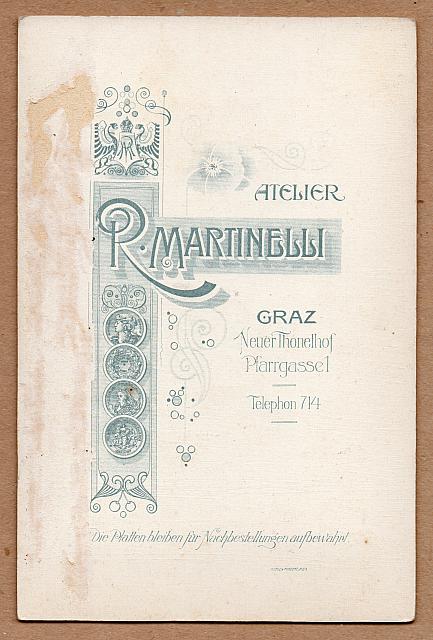 ATELIER
R. MARTINELLI
GRAZ
Neuer Thonethof
Pfarrgasse 1
Telephon 714
Die Platten bleiben für Nachbestellungen aufbewahrt.